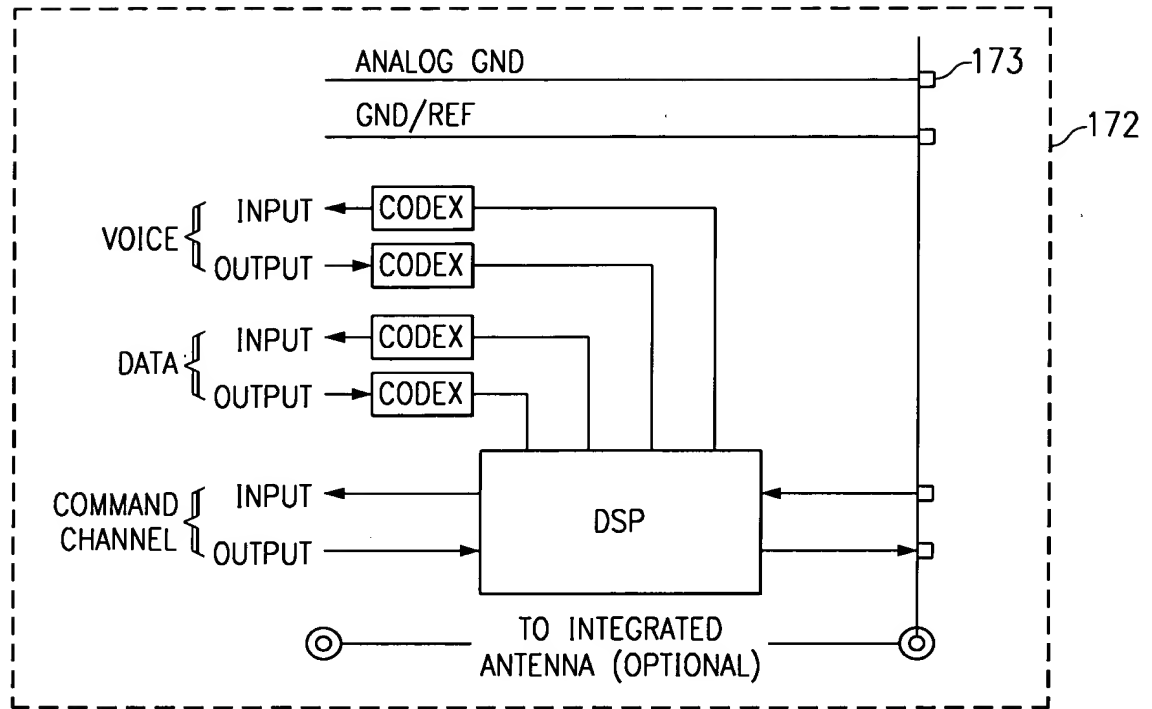 ANALOG GND
173
GND/REF
172
VOICE
INPUT
CODEX
OUTPUT
CODEX
DATA
INPUT
CODEX
OUTPUT
CODEX
COMMAND
CHANNEL
INPUT
OUTPUT
DSP
TO INTEGRATED
ANTENNA (OPTIONAL)